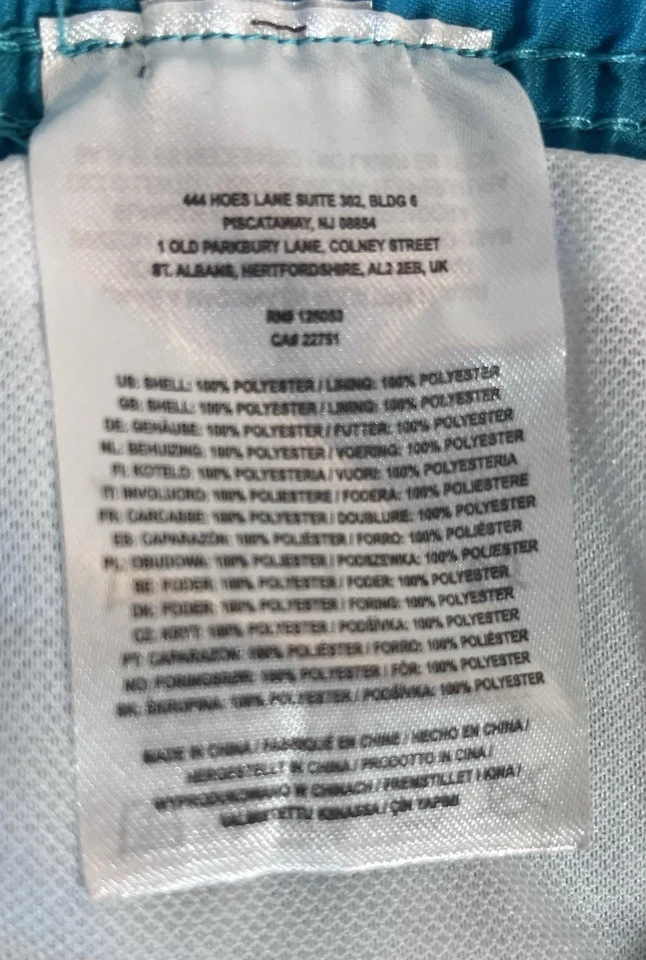 444 HOES LANE SUITE 302, BLDG 6
PISCATAWAY, NJ 08854
1 OLD PARKBURY LANE, COLNEY STREET
ST. ALBANS, HERTFORDSHIRE, AL2 2EB, UK
RN# 126053
CA# 22751
US: SHELL: 100% POLYESTER / LINING: 100% POLYESTER
GB: SHELL: 100% POLYESTER / LINING: 100% POLYESTER
DE: GEHÄUSE: 100% POLYESTER / FUTTER: 100% POLYESTER
NL: BEHUIZING: 100% POLYESTER / VOERING: 100% POLYESTER
FI: KOTELO: 100% POLYESTERIA / VUORI: 100% POLYESTERIA
IT: INVOLUCRO: 100% POLIESTERE / FODERA: 100% POLIESTERE
FR: CARCASSE: 100% POLYESTER / DOUBLURE: 100% POLYESTER
ES: CAPARAZÓN: 100% POLIÉSTER / FORRO: 100% POLIÉSTER
PL: OBUDOWA: 100% POLIESTER / PODSZEWKA: 100% POLIESTER
100% POLYESTER / FODER: 100% POLYESTER
DK: 100% POLYESTER / FORING: 100% POLYESTER
CZ: KRYT: 100% POLYESTER / PODŠÍVKA: 100% POLYESTER
PT: CAPARAZÓN: 100% POLIÉSTER / FORRO: 100% POLIÉSTER
NO: 100% POLYESTER / FÔR: 100% POLYESTER
SK: 100% POLYESTER / PODŠÍVKA: 100% POLYESTER
MADE IN CHINA / FABRIQUÉ EN CHINE / HECHO EN CHINA /
HERGESTELLT IN CHINA / PRODOTTO IN CINA /
WYPRODUKOWANO W CHINACH / FREMSTILLET I KINA /
VALMISTETTU KIINASSA / ÇİN YAPIMI